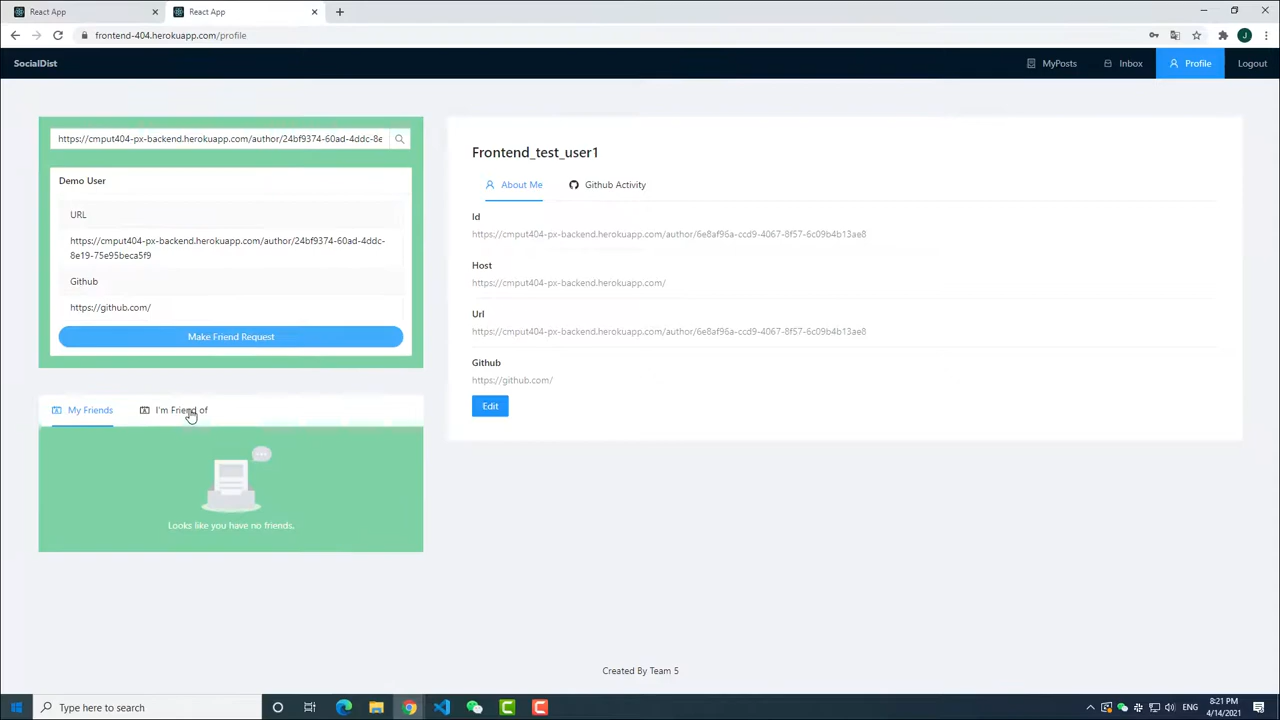 React App
React App
frontend-404.herokuapp.com/profile
J
SocialDist
MyPosts
Inbox
Profile
Logout
https://cmput404-px-backend.herokuapp.com/author/24bf9374-60ad-4ddc-8e
Demo User
URL
https://cmput404-px-backend.herokuapp.com/author/24bf9374-60ad-4ddc-
8e19-75e95beca5f9
Github
https://github.com/
Make Friend Request
My Friends
I'm Friend of
Looks like you have no friends.
Frontend_test_user1
About Me
Github Activity
Id
https://cmput404-px-backend.herokuapp.com/author/6e8af96a-ccd9-4067-8f57-6c09b4b13ae8
Host
https://cmput404-px-backend.herokuapp.com/
Url
https://cmput404-px-backend.herokuapp.com/author/6e8af96a-ccd9-4067-8f57-6c09b4b13ae8
Github
https://github.com/
Edit
Created By Team 5
Type here to search
ENG
8:21 PM
4/14/2021